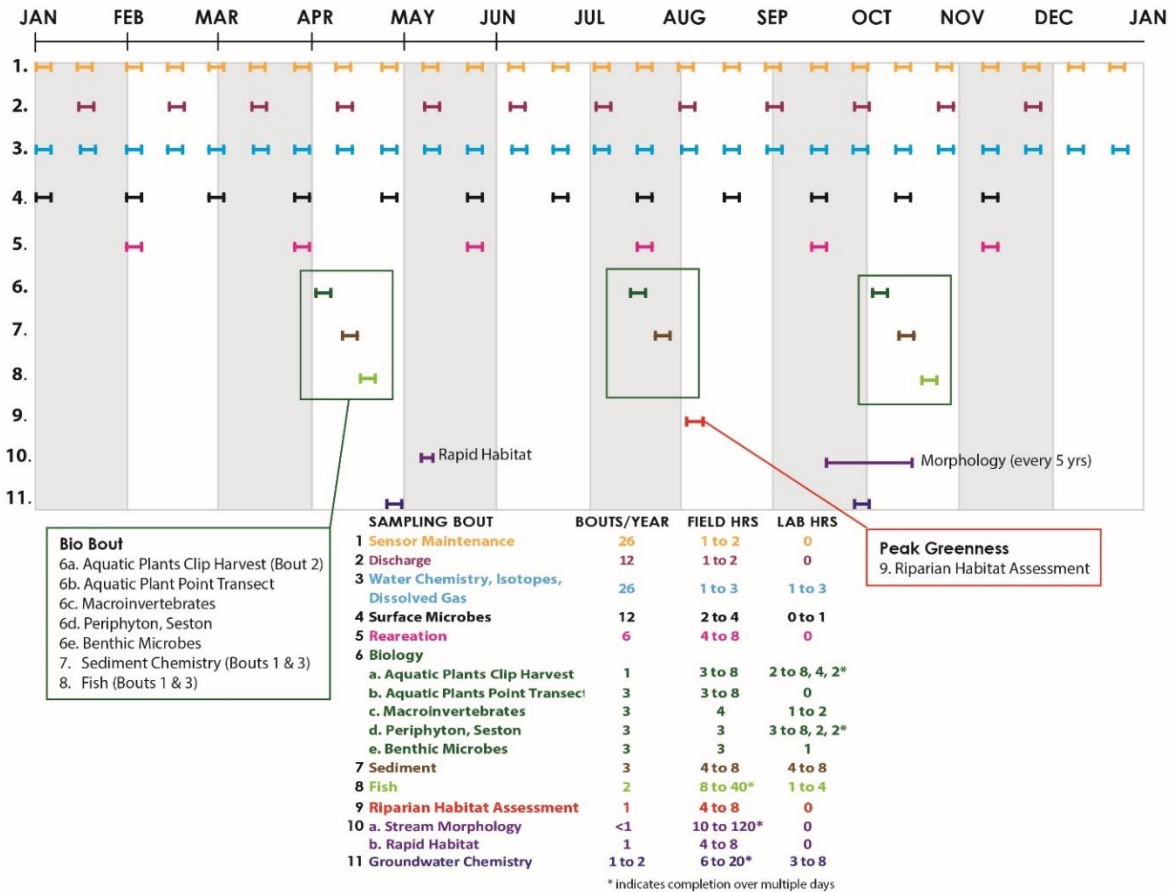 JAN FEB MAR APR MAY JUN JUL AUG SEP OCT NOV DEC JAN
1.
2.
3.
4.
5.
6.
7.
8.
9.
10. Rapid Habitat Morphology (every 5 yrs)
11.
Bio Bout
6a. Aquatic Plants Clip Harvest (Bout 2)
6b. Aquatic Plant Point Transect
6c. Macroinvertebrates
6d. Periphyton, Seston
6e. Benthic Microbes
7. Sediment Chemistry (Bouts 1 & 3)
8. Fish (Bouts 1 & 3)
SAMPLING BOUT BOUTS/YEAR FIELD HRS LAB HRS
1 Sensor Maintenance 26 1 to 2 0
2 Discharge 12 1 to 2 0
3 Water Chemistry, Isotopes,
Dissolved Gas 26 1 to 3 1 to 3
4 Surface Microbes 12 2 to 4 0 to 1
5 Reareation 6 4 to 8 0
6 Biology
a. Aquatic Plants Clip Harvest 1 3 to 8 2 to 8, 4, 2*
b. Aquatic Plants Point Transect 3 3 to 8 0
c. Macroinvertebrates 3 4 1 to 2
d. Periphyton, Seston 3 3 3 to 8, 2, 2*
e. Benthic Microbes 3 3 1
7 Sediment 3 4 to 8 4 to 8
8 Fish 2 8 to 40* 1 to 4
9 Riparian Habitat Assessment 1 4 to 8 0
10 a. Stream Morphology <1 10 to 120* 0
b. Rapid Habitat 1 4 to 8 0
11 Groundwater Chemistry 1 to 2 6 to 20* 3 to 8
* indicates completion over multiple days
Peak Greenness
9. Riparian Habitat Assessment